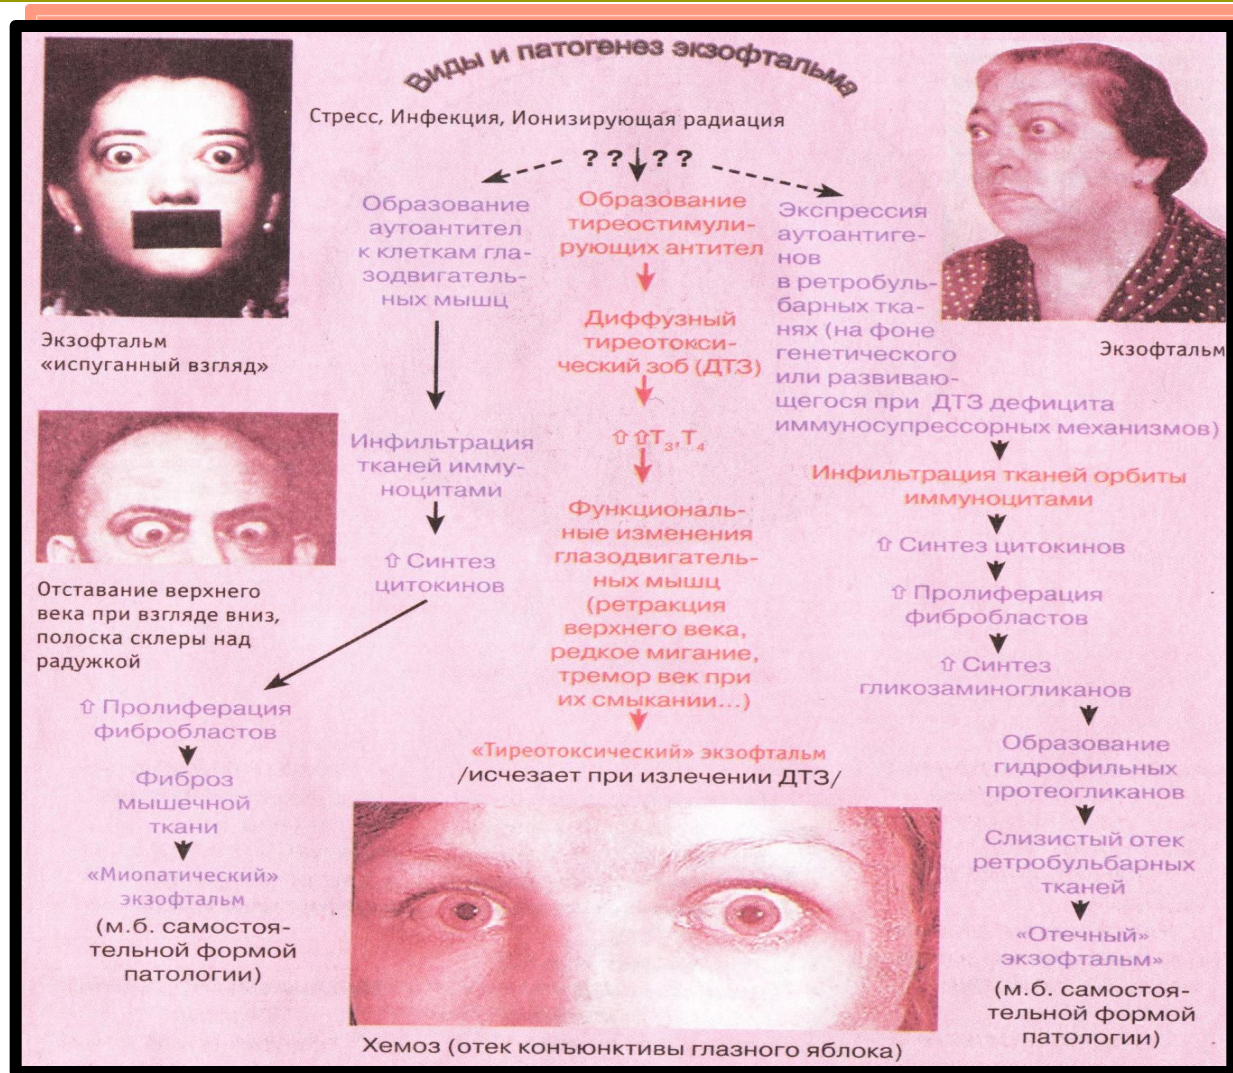 Виды и патогенез экзофтальма
Стресс, Инфекция, Ионизирующая радиация
? ? ? ?
Образование
аутоантител
к клеткам гла-
зодвигатель-
ных мышц
Инфильтрация
тканей имму-
ноцитами
⇧ Синтез
цитокинов
⇧ Пролиферация
фибробластов
Фиброз
мышечной
ткани
«Миопатический»
экзофтальм
(м.б. самостоя-
тельной формой
патологии)
Образование
тиреостимули-
рующих антител
Диффузный
тиреотокси-
ческий зоб (ДТЗ)
⇧⇧T₃,T₄
Функциональ-
ные изменения
глазодвигатель-
ных мышц
(ретракция
верхнего века,
редкое мигание,
тремор век при
их смыкании...)
«Тиреотоксический» экзофтальм
/исчезает при излечении ДТЗ/
Экспрессия
аутоантиге-
нов
в ретробуль-
барных тка-
нях (на фоне
генетического
или развиваю-
щегося при ДТЗ дефицита
иммуносупрессорных механизмов)
Инфильтрация тканей орбиты
иммуноцитами
⇧ Синтез цитокинов
⇧ Пролиферация
фибробластов
⇧ Синтез
гликозаминогликанов
Образование
гидрофильных
протеогликанов
Слизистый отек
ретробульбарных
тканей
«Отечный»
экзофтальм»
(м.б. самостоя-
тельной формой
патологии)
Экзофтальм
«испуганный взгляд»
Отставание верхнего
века при взгляде вниз,
полоска склеры над
радужкой
Экзофтальм
Хемоз (отек конъюнктивы глазного яблока)